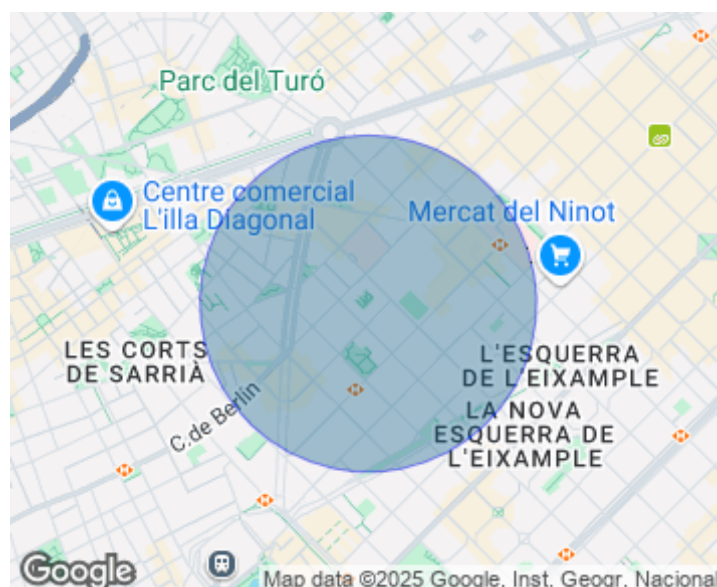 Parc del Turó
Centre comercial
L'illa Diagonal
Mercat del Ninot
LES CORTS
DE SARRIÀ
L'ESQUERRA
DE L'EIXAMPLE
LA NOVA
ESQUERRA DE
L'EIXAMPLE
C.de Berlín
Google
Map data ©2025 Google, Inst. Geogr. Nacional